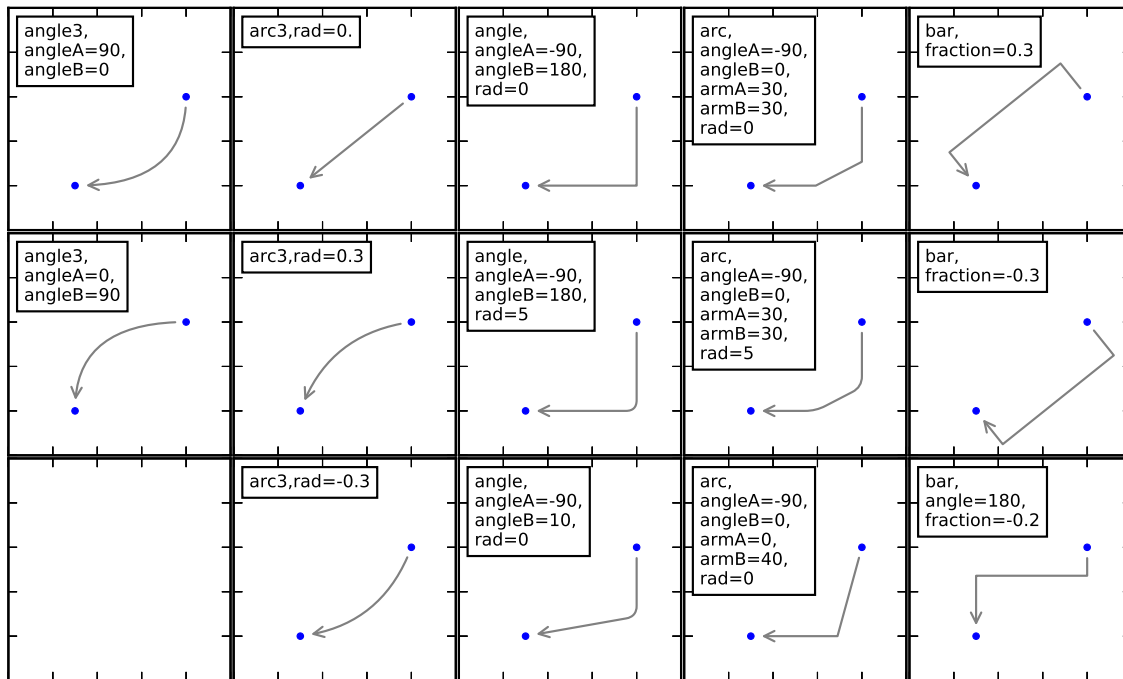 angle3,
angleA=90,
angleB=0
arc3,rad=0.
angle,
angleA=-90,
angleB=180,
rad=0
arc,
angleA=-90,
angleB=0,
armA=30,
armB=30,
rad=0
bar,
fraction=0.3
angle3,
angleA=0,
angleB=90
arc3,rad=0.3
angle,
angleA=-90,
angleB=180,
rad=5
arc,
angleA=-90,
angleB=0,
armA=30,
armB=30,
rad=5
bar,
fraction=-0.3
arc3,rad=-0.3
angle,
angleA=-90,
angleB=10,
rad=0
arc,
angleA=-90,
angleB=0,
armA=0,
armB=40,
rad=0
bar,
angle=180,
fraction=-0.2